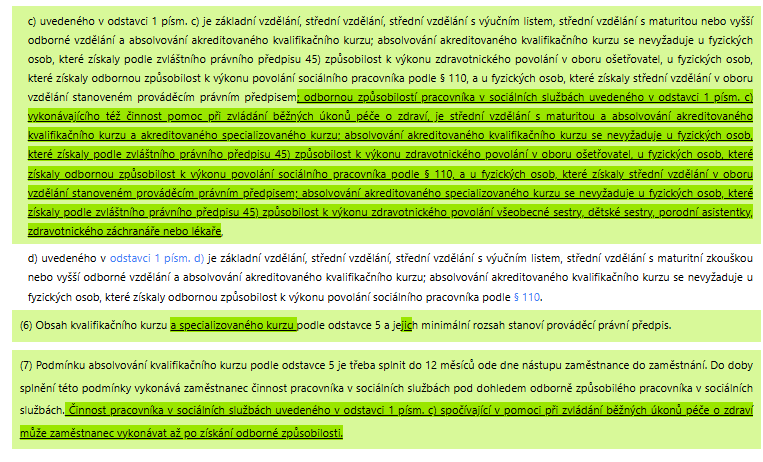 c) uvedeného v odstavci 1 písm. c) je základní vzdělání, střední vzdělání, střední vzdělání s výučním listem, střední vzdělání s maturitou nebo vyšší
odborné vzdělání a absolvování akreditovaného kvalifikačního kurzu; absolvování akreditovaného kvalifikačního kurzu se nevyžaduje u fyzických
osob, které získaly podle zvláštního právního předpisu 45) způsobilost k výkonu zdravotnického povolání v oboru ošetřovatel, u fyzických osob,
které získaly odbornou způsobilost k výkonu povolání sociálního pracovníka podle § 110, a u fyzických osob, které získaly střední vzdělání v oboru
vzdělání stanoveném prováděcím právním předpisem; odbornou způsobilostí pracovníka v sociálních službách uvedeného v odstavci 1 písm. c)
vykonávajícího též činnost pomoc při zvládání běžných úkonů péče o zdraví, je střední vzdělání s maturitou a absolvování akreditovaného
kvalifikačního kurzu a akreditovaného specializovaného kurzu; absolvování akreditovaného kvalifikačního kurzu se nevyžaduje u fyzických osob,
které získaly podle zvláštního právního předpisu 45) způsobilost k výkonu zdravotnického povolání v oboru ošetřovatel, u fyzických osob, které
získaly odbornou způsobilost k výkonu povolání sociálního pracovníka podle § 110, a u fyzických osob, které získaly střední vzdělání v oboru
vzdělání stanoveném prováděcím právním předpisem; absolvování akreditovaného specializovaného kurzu se nevyžaduje u fyzických osob, které
získaly podle zvláštního právního předpisu 45) způsobilost k výkonu zdravotnického povolání všeobecné sestry, dětské sestry, porodní asistentky,
zdravotnického záchranáře nebo lékaře,
d) uvedeného v odstavci 1 písm. d) je základní vzdělání, střední vzdělání, střední vzdělání s výučním listem, střední vzdělání s maturitní zkouškou
nebo vyšší odborné vzdělání a absolvování akreditovaného kvalifikačního kurzu; absolvování akreditovaného kvalifikačního kurzu se nevyžaduje u
fyzických osob, které získaly odbornou způsobilost k výkonu povolání sociálního pracovníka podle § 110.
(6) Obsah kvalifikačního kurzu a specializovaného kurzu podle odstavce 5 a jejich minimální rozsah stanoví prováděcí právní předpis.
(7) Podmínku absolvování kvalifikačního kurzu podle odstavce 5 je třeba splnit do 12 měsíců ode dne nástupu zaměstnance do zaměstnání. Do doby
splnění této podmínky vykonává zaměstnanec činnost pracovníka v sociálních službách pod dohledem odborně způsobilého pracovníka v sociálních
službách. Činnost pracovníka v sociálních službách uvedeného v odstavci 1 písm. c) spočívající v pomoci při zvládání běžných úkonů péče o zdraví
může zaměstnanec vykonávat až po získání odborné způsobilosti.